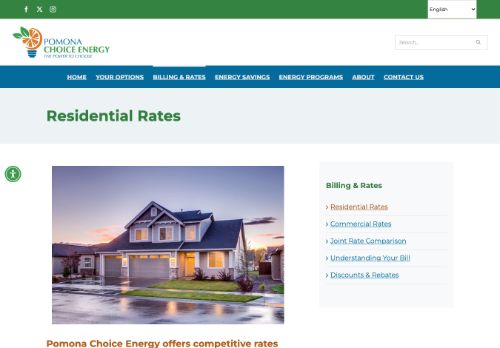 English
POMONA
CHOICE ENERGY
THE POWER TO CHOOSE
Search...
HOME YOUR OPTIONS BILLING & RATES ENERGY SAVINGS ENERGY PROGRAMS ABOUT CONTACT US
Residential Rates
Billing & Rates
Residential Rates
Commercial Rates
Joint Rate Comparison
Understanding Your Bill
Discounts & Rebates
Pomona Choice Energy offers competitive rates